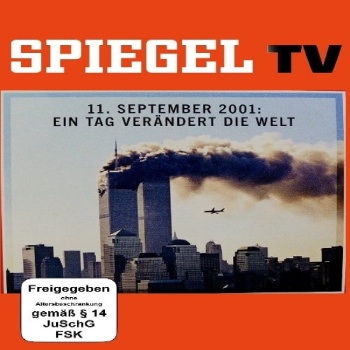 SPIEGEL TV
11. SEPTEMBER 2001:
EIN TAG VERÄNDERT DIE WELT
Freigegeben
ohne
Altersbeschränkung
gemäß § 14
JuSchG
FSK